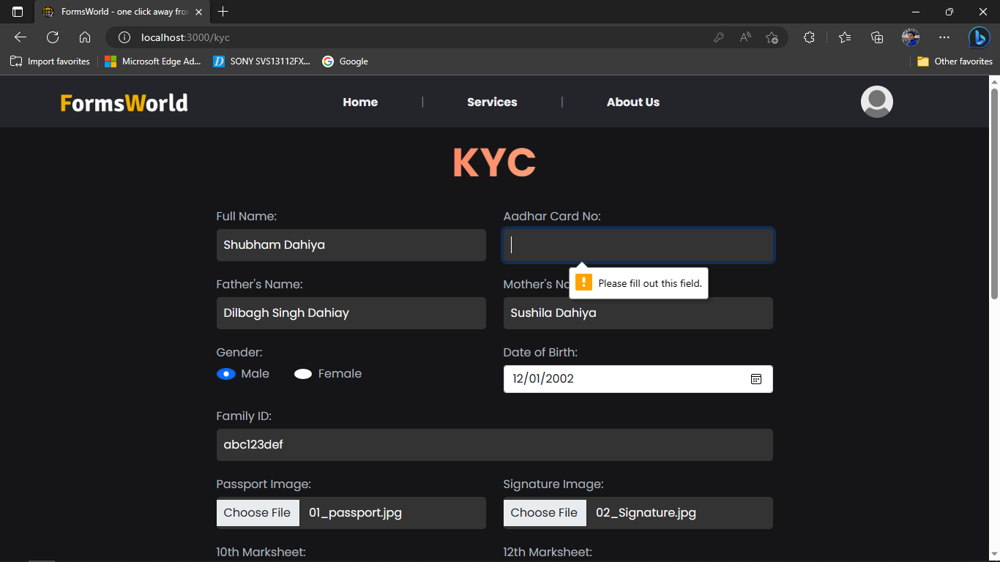 FormsWorld - one click away fror
localhost:3000/kyc
Import favorites
Microsoft Edge Ad...
SONY SVS13112FX...
Google
Other favorites
FormsWorld
Home | Services | About Us
KYC
Full Name:
Aadhar Card No:
Shubham Dahiya
Please fill out this field.
Father's Name:
Mother's Na
Dilbagh Singh Dahiay
Sushila Dahiya
Gender:
Date of Birth:
Male
Female
12/01/2002
Family ID:
abc123def
Passport Image:
Signature Image:
Choose File 01_passport.jpg
Choose File 02_Signature.jpg
10th Marksheet:
12th Marksheet: